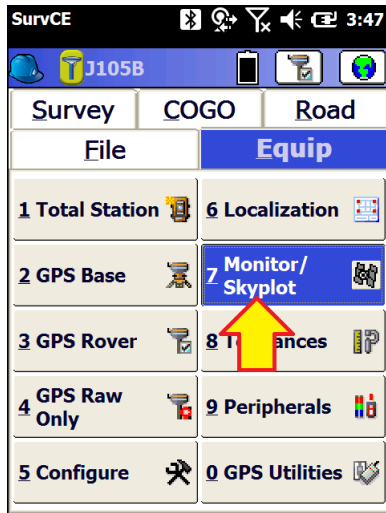 SurvCE 3:47
J105B
Survey COGO Road
File Equip
1 Total Station 6 Localization
2 GPS Base 7 Monitor/
Skyplot
3 GPS Rover 8
4 GPS Raw
Only 9 Peripherals
5 Configure 0 GPS Utilities